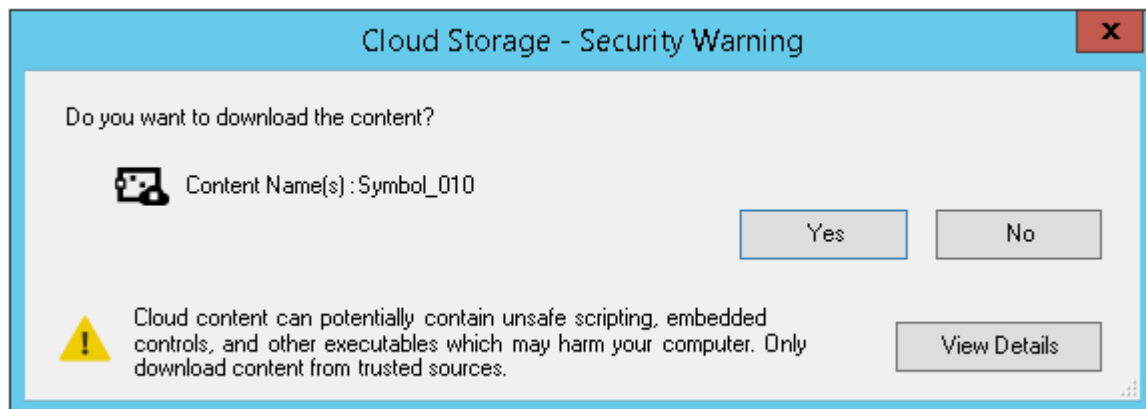 Cloud Storage - Security Warning
x
Do you want to download the content?
Content Name(s) : Symbol_010
Yes
No
Cloud content can potentially contain unsafe scripting, embedded
controls, and other executables which may harm your computer. Only
download content from trusted sources.
View Details